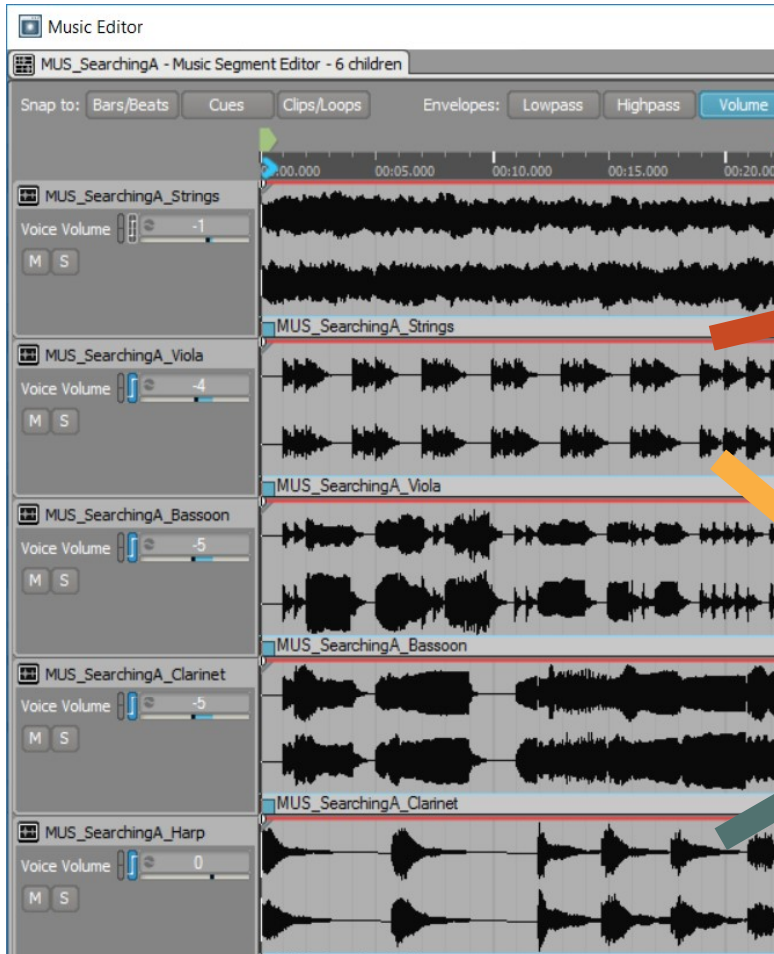 Music Editor
MUS_SearchingA - Music Segment Editor - 6 children
Snap to: Bars/Beats Cues Clips/Loops Envelopes: Lowpass Highpass Volume
:00.000 00:05.000 00:10.000 00:15.000 00:20.00
MUS_SearchingA_Strings
Voice Volume -1
M S
MUS_SearchingA_Strings
MUS_SearchingA_Viola
Voice Volume -4
M S
MUS_SearchingA_Viola
MUS_SearchingA_Bassoon
Voice Volume -5
M S
MUS_SearchingA_Bassoon
MUS_SearchingA_Clarinet
Voice Volume -5
M S
MUS_SearchingA_Clarinet
MUS_SearchingA_Harp
Voice Volume 0
M S